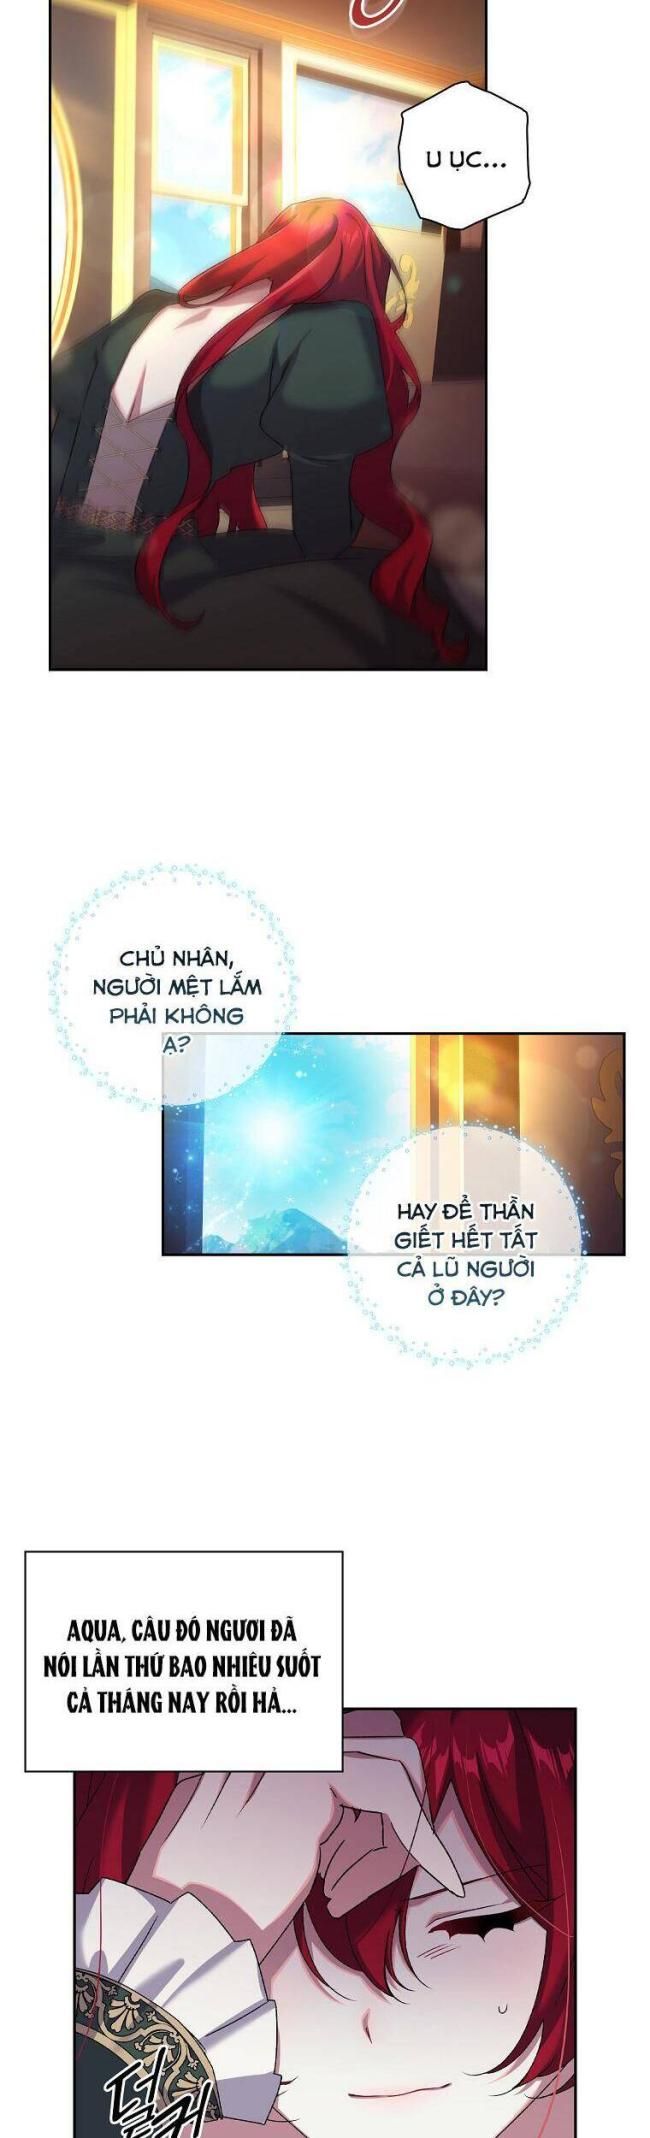 U ỤC...
CHỦ NHÂN,
NGƯỜI MỆT LẮM
PHẢI KHÔNG
Ạ?
HAY ĐỂ THẦN
GIẾT HẾT TẤT
CẢ LŨ NGƯỜI
Ở ĐÂY?
AQUA, CÂU ĐÓ NGƯƠI ĐÃ
NÓI LẦN THỨ BAO NHIÊU SUỐT
CẢ THÁNG NAY RỒI HẢ...